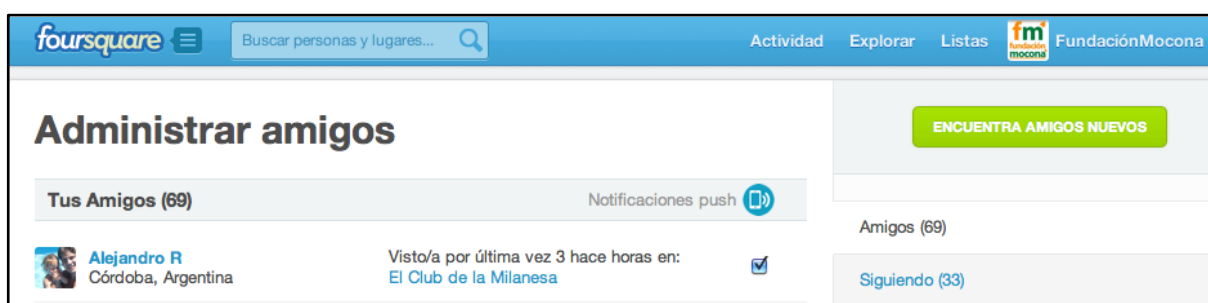 foursquare
Buscar personas y lugares...
Actividad Explorar Listas
fm
fundación
mocona
FundaciónMocona
Administrar amigos
ENCUENTRA AMIGOS NUEVOS
Tus Amigos (69)
Notificaciones push
Amigos (69)
Alejandro R
Córdoba, Argentina
Visto/a por última vez 3 hace horas en:
El Club de la Milanesa
Siguiendo (33)